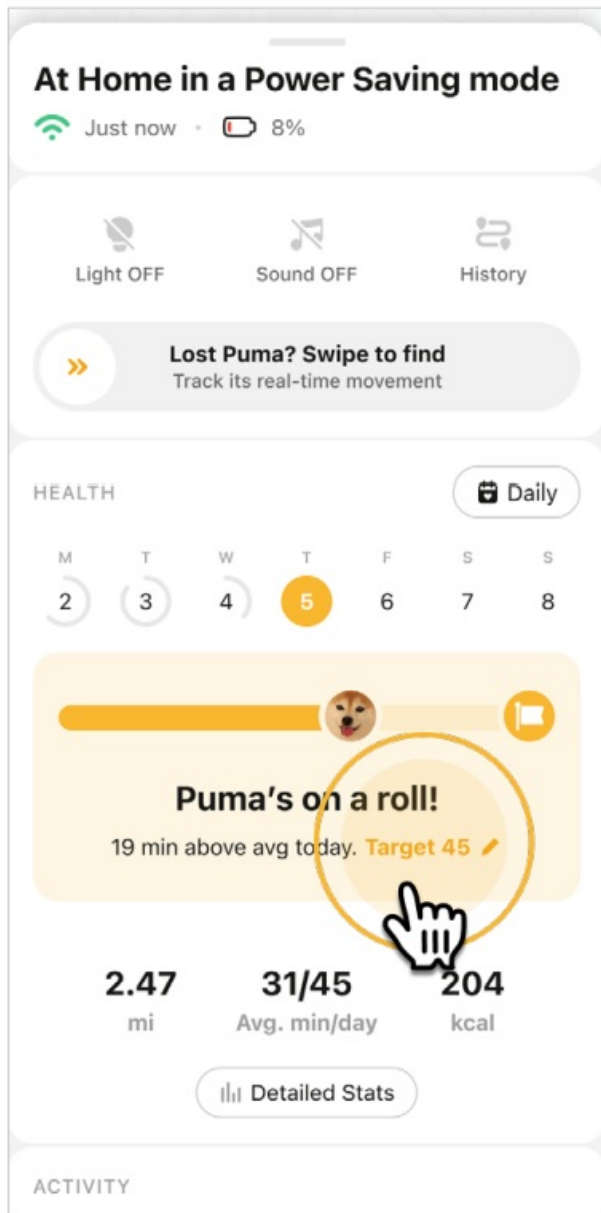 At Home in a Power Saving mode
Just now · 8%
Light OFF Sound OFF History
Lost Puma? Swipe to find
Track its real-time movement
HEALTH Daily
M T W T F S S
2 3 4 5 6 7 8
Puma's on a roll!
19 min above avg today. Target 45
2.47 31/45 204
mi Avg. min/day kcal
Detailed Stats
ACTIVITY